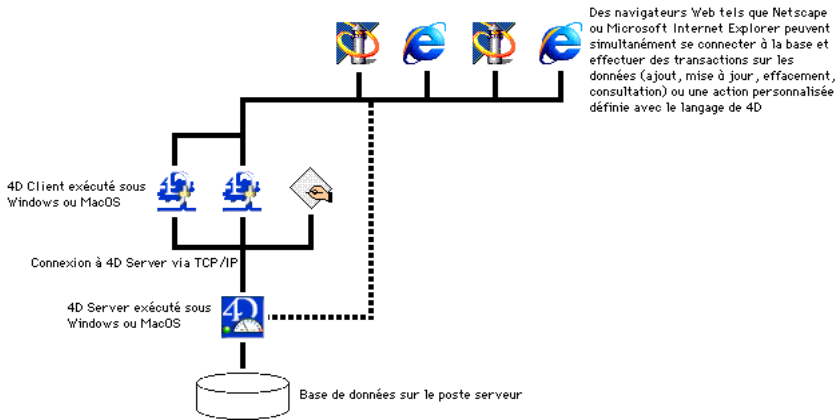 Des navigateurs Web tels que Netscape
ou Microsoft Internet Explorer peuvent
simultanément se connecter à la base et
effectuer des transactions sur les
données (ajout, mise à jour, effacement,
consultation) ou une action personnalisée
définie avec le langage de 4D
4D Client exécuté sous
Windows ou MacOS
Connexion à 4D Server via TCP/IP
4D Server exécuté sous
Windows ou MacOS
4D
Base de données sur le poste serveur